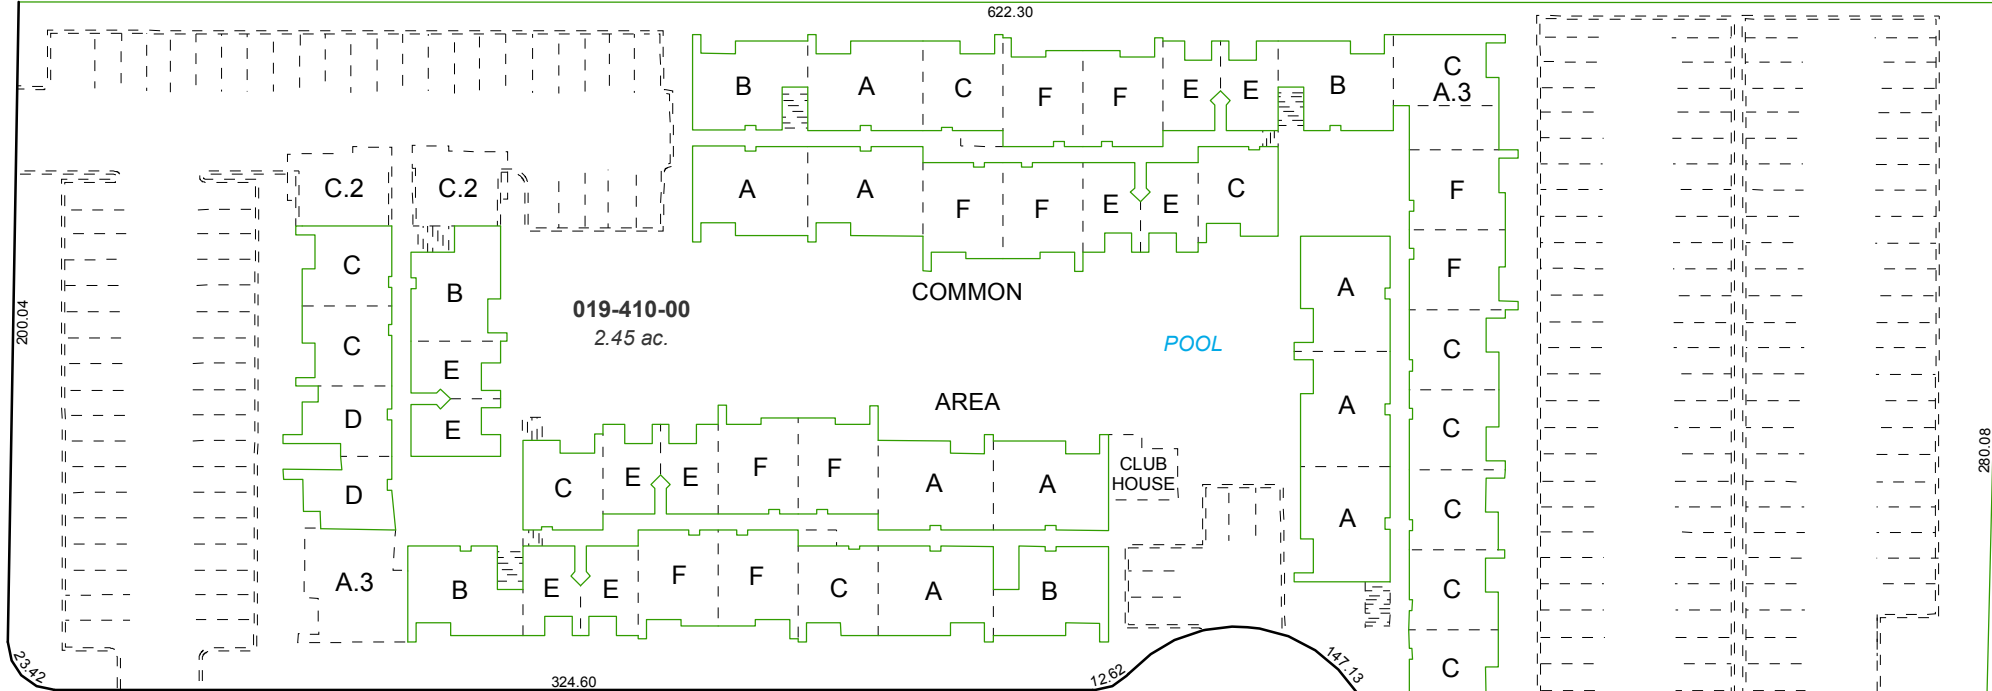 622.30
B
A
C
F
F
E
E
B
C
A.3
A
A
F
F
E
E
C
F
C.2
C.2
C
B
F
A
COMMON
019-410-00
2.45 ac.
POOL
200.04
C
E
C
A
D
E
AREA
C
280.08
D
C
E
E
F
F
A
A
CLUB
HOUSE
A
C
A.3
B
E
E
F
F
C
A
B
C
C
23.42
324.60
12.62
147.13